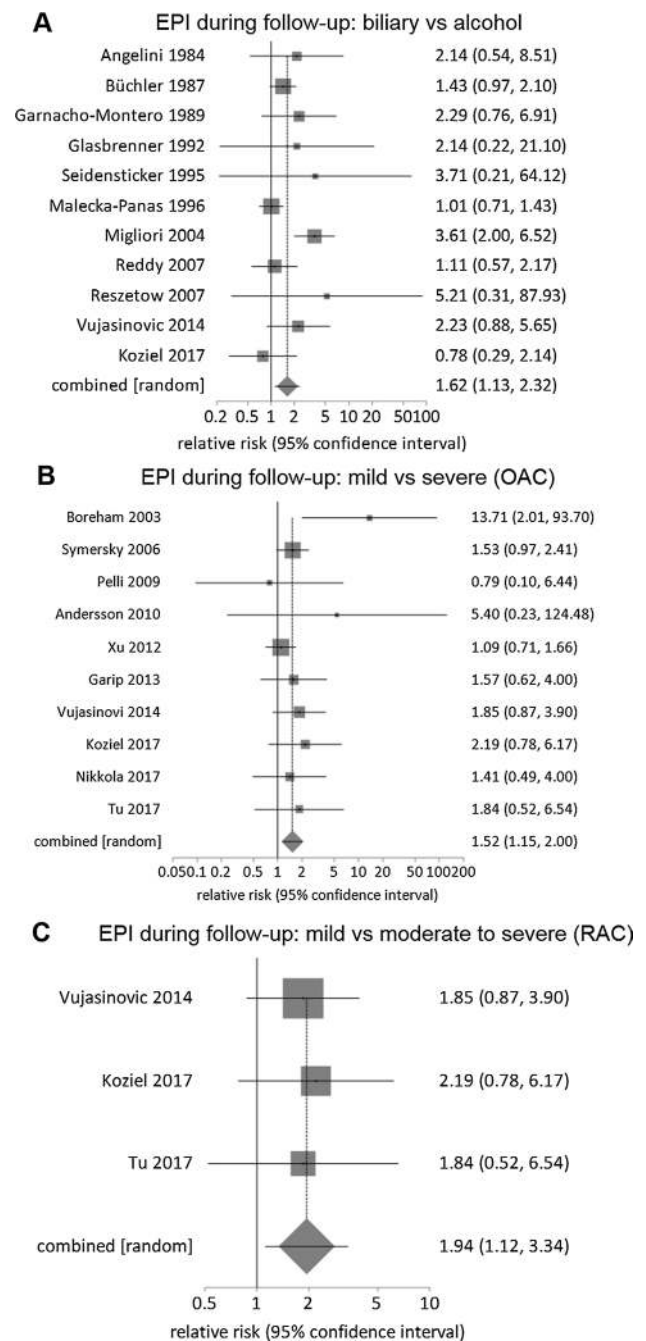 A EPI during follow-up: biliary vs alcohol
Angelini 1984 2.14 (0.54, 8.51)
Büchler 1987 1.43 (0.97, 2.10)
Garnacho-Montero 1989 2.29 (0.76, 6.91)
Glasbrenner 1992 2.14 (0.22, 21.10)
Seidensticker 1995 3.71 (0.21, 64.12)
Malecka-Panas 1996 1.01 (0.71, 1.43)
Migliori 2004 3.61 (2.00, 6.52)
Reddy 2007 1.11 (0.57, 2.17)
Reszetow 2007 5.21 (0.31, 87.93)
Vujasinovic 2014 2.23 (0.88, 5.65)
Koziel 2017 0.78 (0.29, 2.14)
combined [random] 1.62 (1.13, 2.32)
0.2 0.5 1 2 5 10 20 50 100
relative risk (95% confidence interval)
B EPI during follow-up: mild vs severe (OAC)
Boreham 2003 13.71 (2.01, 93.70)
Symersky 2006 1.53 (0.97, 2.41)
Pelli 2009 0.79 (0.10, 6.44)
Andersson 2010 5.40 (0.23, 124.48)
Xu 2012 1.09 (0.71, 1.66)
Garip 2013 1.57 (0.62, 4.00)
Vujasinovi 2014 1.85 (0.87, 3.90)
Koziel 2017 2.19 (0.78, 6.17)
Nikkola 2017 1.41 (0.49, 4.00)
Tu 2017 1.84 (0.52, 6.54)
combined [random] 1.52 (1.15, 2.00)
0.05 0.1 0.2 0.5 1 2 5 10 20 50 100 200
relative risk (95% confidence interval)
C EPI during follow-up: mild vs moderate to severe (RAC)
Vujasinovic 2014 1.85 (0.87, 3.90)
Koziel 2017 2.19 (0.78, 6.17)
Tu 2017 1.84 (0.52, 6.54)
combined [random] 1.94 (1.12, 3.34)
0.5 1 2 5 10
relative risk (95% confidence interval)